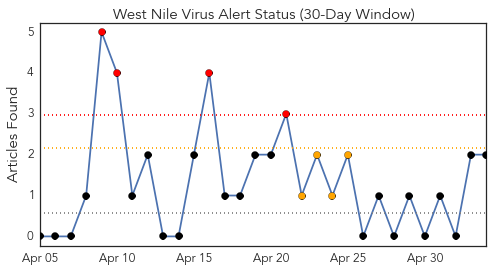 West Nile Virus Alert Status (30-Day Window)
Articles Found
5
4
3
2
1
0
Apr 05
Apr 10
Apr 15
Apr 20
Apr 25
Apr 30